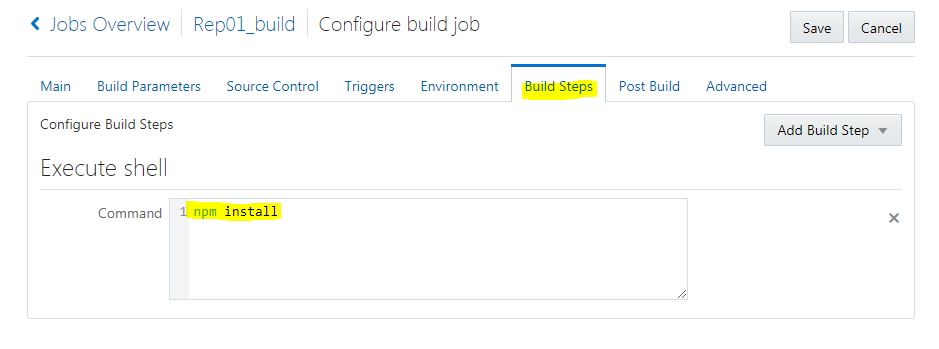 Jobs Overview Rep01_build Configure build job Save Cancel
Main Build Parameters Source Control Triggers Environment Build Steps Post Build Advanced
Configure Build Steps Add Build Step
Execute shell
Command 1 npm install